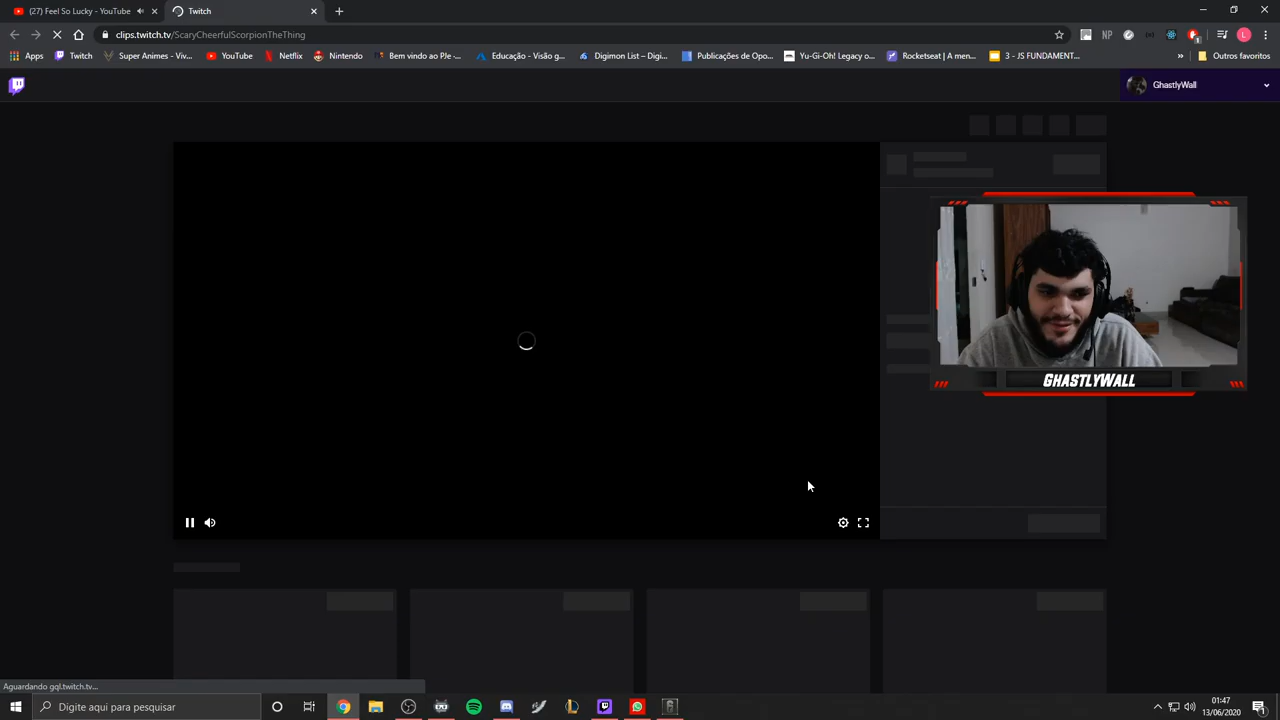 (27) Feel So Lucky - YouTube
Twitch
clips.twitch.tv/ScaryCheerfulScorpionTheThing
NP
L
Apps
Twitch
Super Animes - Viv...
YouTube
Netflix
Nintendo
Bem vindo ao PJe -...
Educação - Visão g...
Digimon List – Digi...
Publicações de Opo...
Yu-Gi-Oh! Legacy o...
Rocketseat | A men...
3 - JS FUNDAMENT...
»
Outros favoritos
GhastlyWall
GHASTLYWALL
Aguardando gql.twitch.tv...
Digite aqui para pesquisar
01:47
13/06/2020